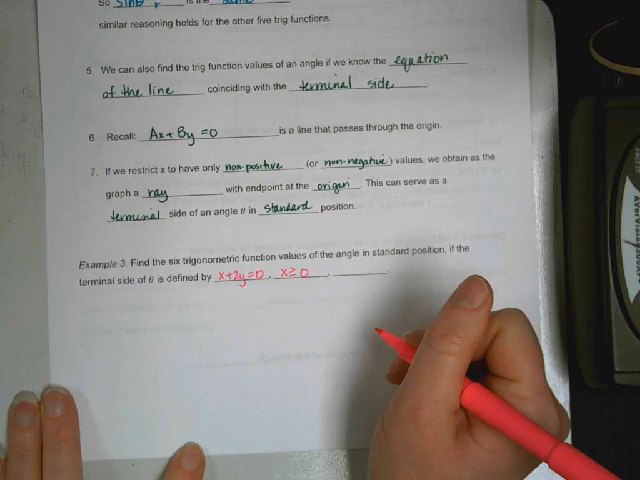 So sinθ is the same
similar reasoning holds for the other five trig functions.
5. We can also find the trig function values of an angle if we know the equation
of the line coinciding with the terminal side.
6. Recall: Ax+By=0 is a line that passes through the origin.
7. If we restrict x to have only non-positive (or non-negative) values, we obtain as the
graph a ray with endpoint at the origin. This can serve as a
terminal side of an angle θ in standard position.
Example 3. Find the six trigonometric function values of the angle in standard position, if the
terminal side of θ is defined by x+2y=0, x≥0,